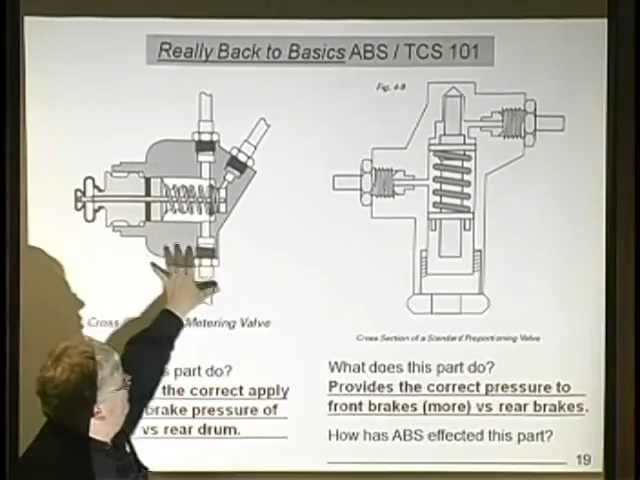 Really Back to Basics ABS / TCS 101
Fig. 4-9
Cross Metering Valve
Cross Section of a Standard Proportioning Valve
s part do?
the correct apply
brake pressure of
vs rear drum.
What does this part do?
Provides the correct pressure to
front brakes (more) vs rear brakes.
How has ABS effected this part?
19